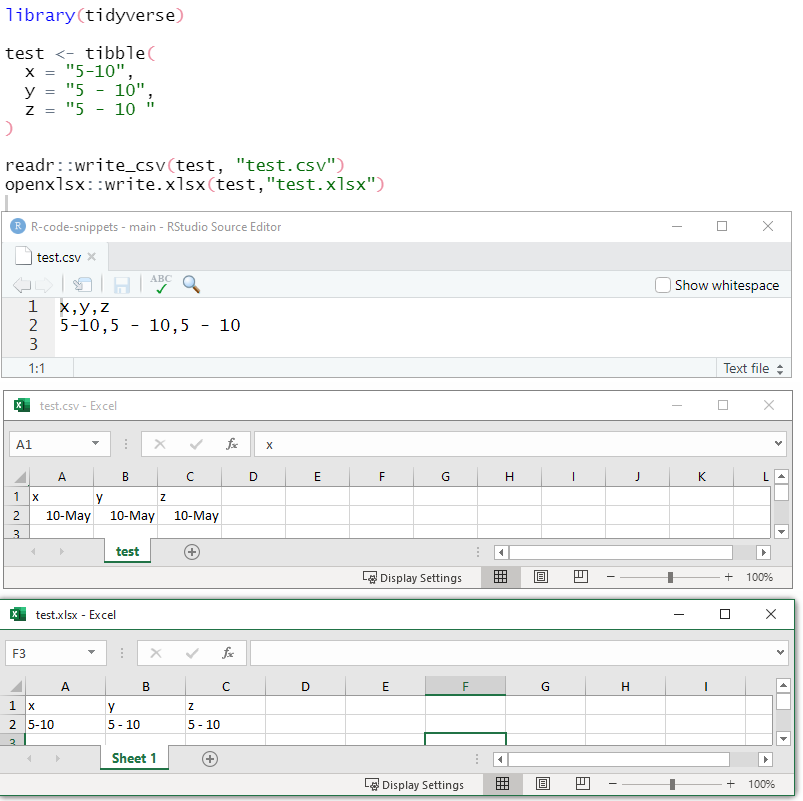 library(tidyverse)
test <- tibble(
  x = "5-10",
  y = "5 - 10",
  z = "5 - 10 "
)
readr::write_csv(test, "test.csv")
openxlsx::write.xlsx(test,"test.xlsx")
R R-code-snippets - main - RStudio Source Editor
test.csv
ABC Show whitespace
1 x,y,z
2 5-10,5 - 10,5 - 10
3
1:1 Text file
test.csv - Excel
A1 fx x
A B C D E F G H I J K L
1 x y z
2 10-May 10-May 10-May
3
test
Display Settings 100%
test.xlsx - Excel
F3 fx
A B C D E F G H I
1 x y z
2 5-10 5 - 10 5 - 10
3
Sheet 1
Display Settings 100%